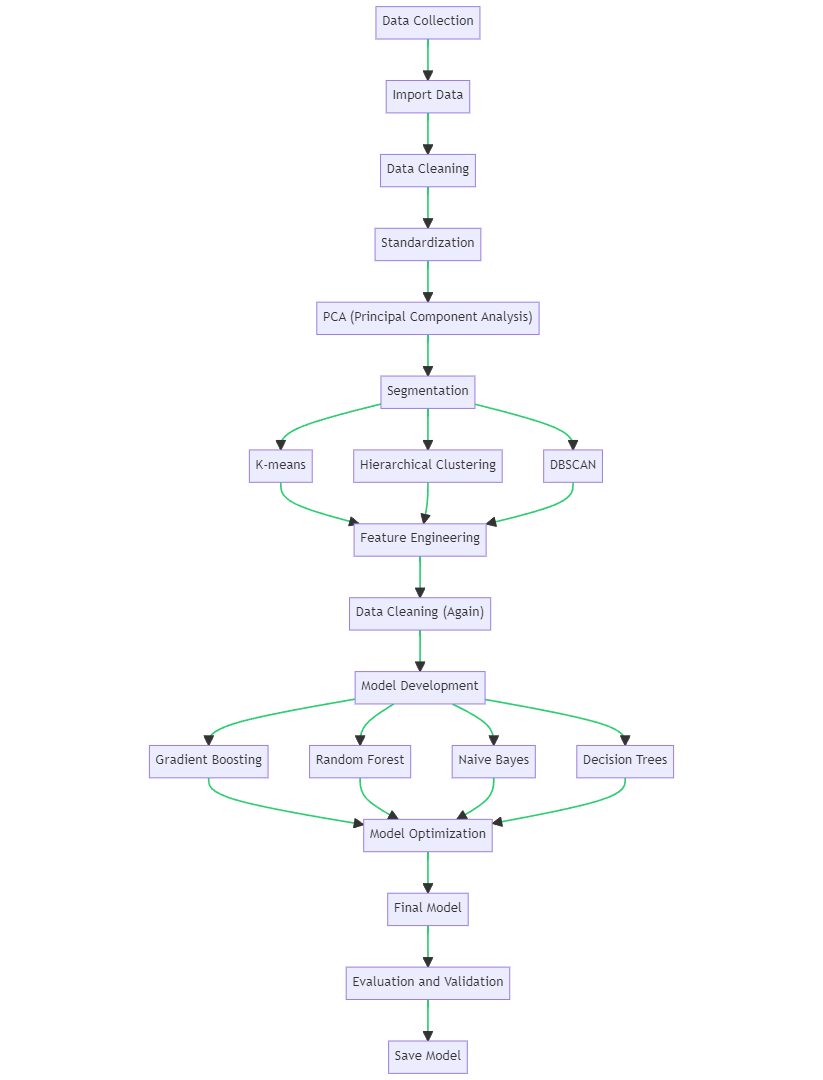 Data Collection
Import Data
Data Cleaning
Standardization
PCA (Principal Component Analysis)
Segmentation
K-means
Hierarchical Clustering
DBSCAN
Feature Engineering
Data Cleaning (Again)
Model Development
Gradient Boosting
Random Forest
Naive Bayes
Decision Trees
Model Optimization
Final Model
Evaluation and Validation
Save Model